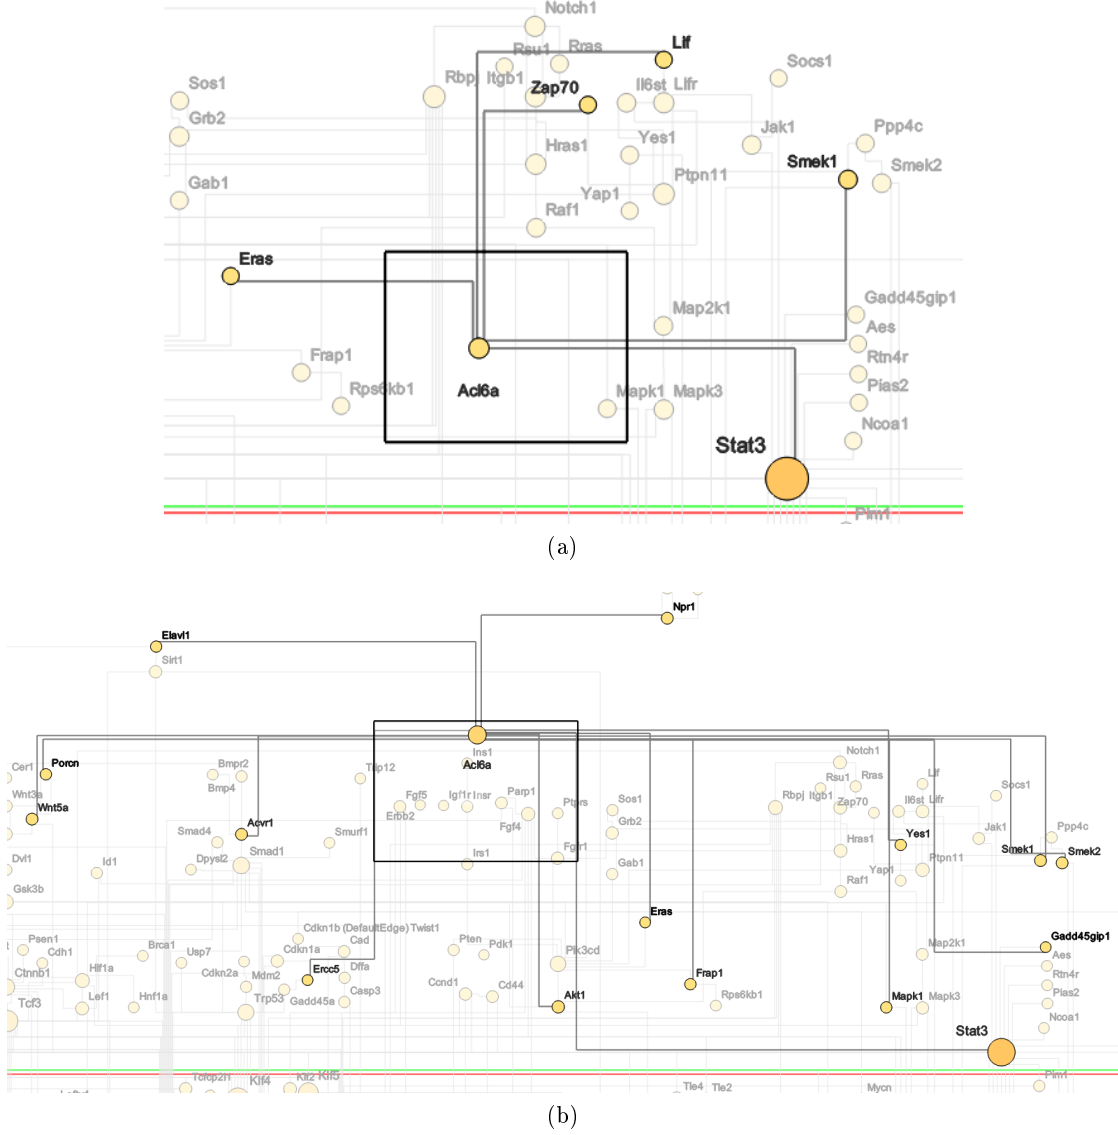 Notch1
Lif
Rsu1 Rras
Socs1
Rbpj Itgb1
Sos1
Zap70
Il6st Lifr
Grb2
Jak1
Ppp4c
Yes1
Hras1
Smek1
Smek2
Gab1
Yap1
Ptpn11
Raf1
Eras
Gadd45gip1
Map2k1
Aes
Frap1
Rtn4r
Rps6kb1
Acl6a
Mapk1 Mapk3
Pias2
Ncoa1
Stat3
Pim1
(a)
Npr1
Elavl1
Sirt1
Ins1
Notch1
Cer1
Porcn
Bmpr2
Trip12
Acl6a
Rsu1 Rras
Lif
Socs1
Bmp4
Wnt3a
Fgf5
Igf1r Insr
Parp1
Ptprs
Sos1
Rbpj Itgb1 Zap70
Il6st Lifr
Wnt5a
Erbb2
Fgf4
Grb2
Acvr1
Ppp4c
Smad4
Smurf1
Hras1
Yes1
Jak1
Smek1
Smek2
Dvl1
Id1
Dpysl2 Smad1
Irs1
Fgfr1
Gab1
Yap1
Ptpn11
Gsk3b
Raf1
Eras
Cdkn1b (DefaultEdge) Twist1
Psen1
Brca1
Cdh1
Usp7
Cdkn1a
Cad
Pten
Pdk1
Pik3cd
Map2k1
Gadd45gip1
Aes
Ctnnb1
Hif1a
Cdkn2a
Mdm2
Ercc5
Dffa
Ccnd1
Cd44
Frap1
Rtn4r
Tcf3
Lef1
Hnf1a
Trp53
Gadd45a
Casp3
Akt1
Rps6kb1
Mapk1 Mapk3
Pias2
Ncoa1
Stat3
Tcfcp2l1
Klf4
Klf2 Klf5
Tle4 Tle2
Mycn
Pim1
(b)